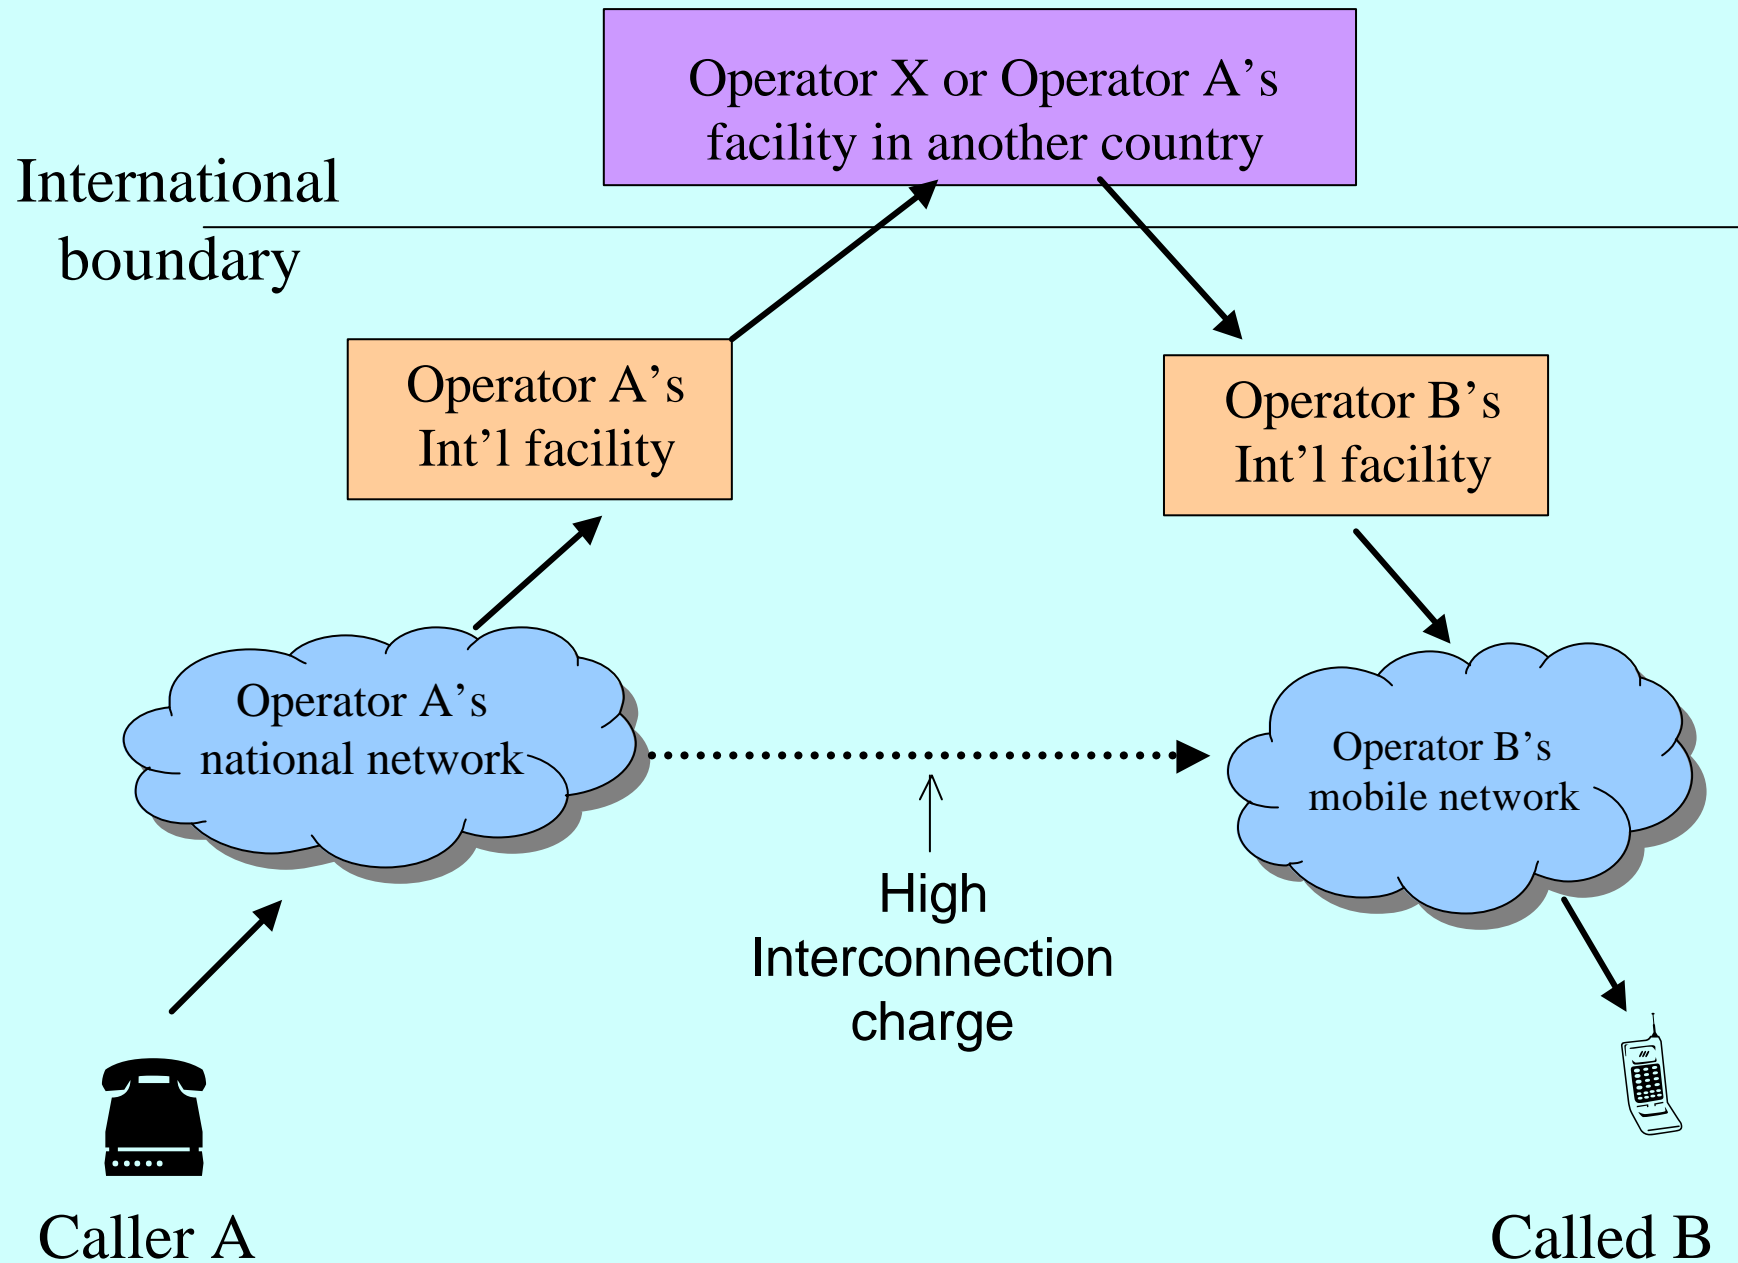 Operator X or Operator A’s
facility in another country
International
boundary
Operator A’s
Int’l facility
Operator B’s
Int’l facility
Operator A’s
national network
Operator B’s
mobile network
High
Interconnection
charge
Caller A
Called B